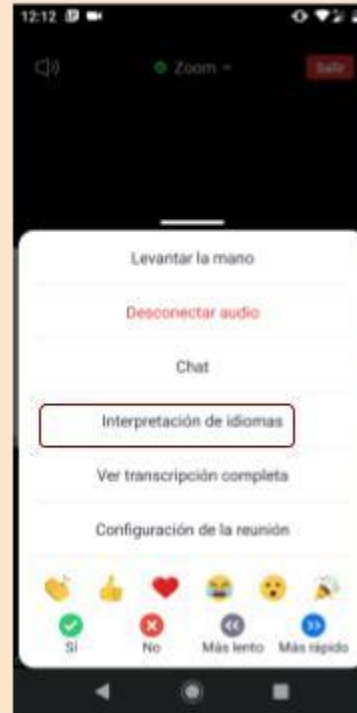 12:12
Zoom
Salir
Levantar la mano
Desconectar audio
Chat
Interpretación de idiomas
Ver transcripción completa
Configuración de la reunión
Sí No Más lento Más rápido